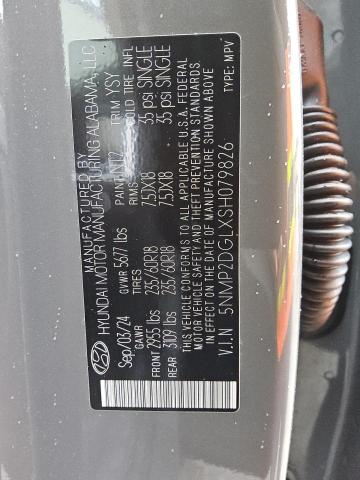 MANUFACTURED BY
HYUNDAI MOTOR MANUFACTURING ALABAMA, LLC
Sep/03/24 GVWR 5677 lbs PAINT TRIM YSY
GAWR TIRES RIMS COLD TIRE INFL
FRONT 2955 lbs 235/60R18 7.5JX18 35 psi SINGLE
REAR 3109 lbs 235/60R18 7.5JX18 35 psi SINGLE
THIS VEHICLE CONFORMS TO ALL APPLICABLE U.S.A. FEDERAL
MOTOR VEHICLE SAFETY AND THEFT PREVENTION STANDARDS
IN EFFECT ON THE DATE OF MANUFACTURE SHOWN ABOVE
V.I.N 5NMP2DGLXSH079826
TYPE: MPV